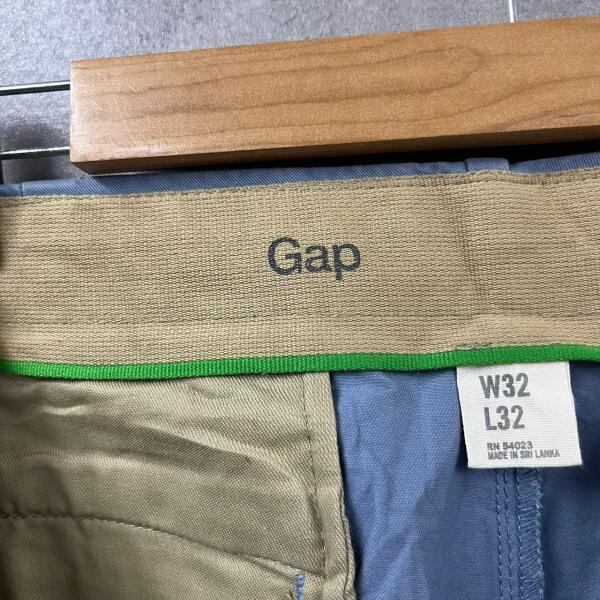 Gap
W32
L32
RN 54023
MADE IN SRI LANKA